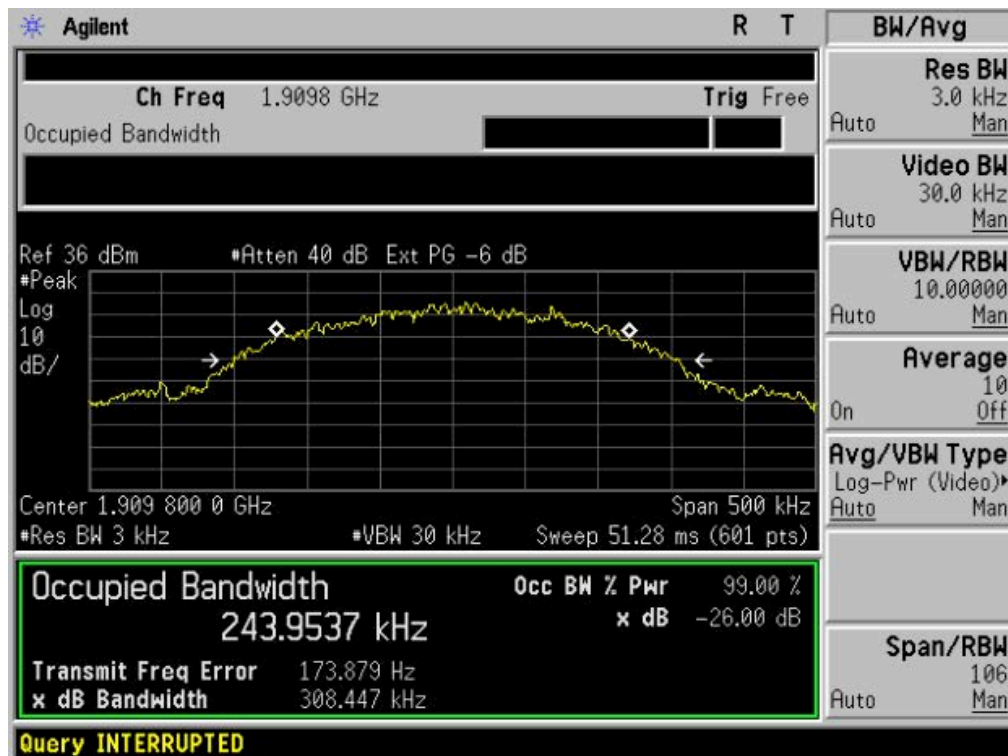 Agilent
R T
Ch Freq 1.9098 GHz
Trig Free
Occupied Bandwidth
Ref 36 dBm
#Atten 40 dB
Ext PG -6 dB
#Peak
Log
10
dB/
Center 1.909 800 0 GHz
Span 500 kHz
#Res BW 3 kHz
#VBW 30 kHz
Sweep 51.28 ms (601 pts)
Occupied Bandwidth
243.9537 kHz
Occ BW % Pwr 99.00 %
x dB -26.00 dB
Transmit Freq Error 173.879 Hz
x dB Bandwidth 308.447 kHz
Query INTERRUPTED
BW/Avg
Res BW
3.0 kHz
Auto Man
Video BW
30.0 kHz
Auto Man
VBW/RBW
10.00000
Auto Man
Average
10
On Off
Avg/VBW Type
Log-Pwr (Video)
Auto Man
Span/RBW
106
Auto Man